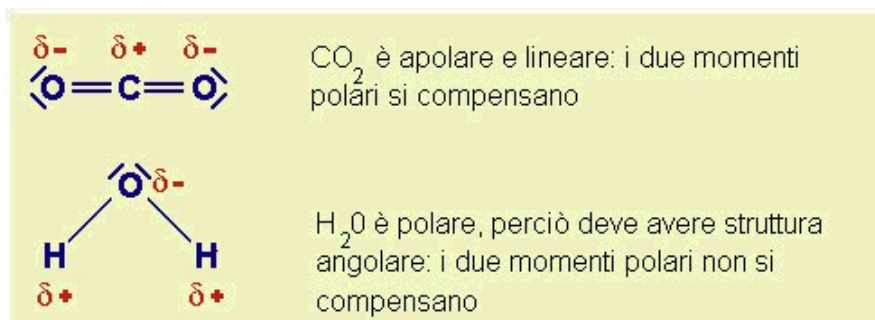 δ- δ+ δ-
O=C=O
CO2 è apolare e lineare: i due momenti
polari si compensano
O δ-
H H
δ+ δ+
H20 è polare, perciò deve avere struttura
angolare: i due momenti polari non si
compensano